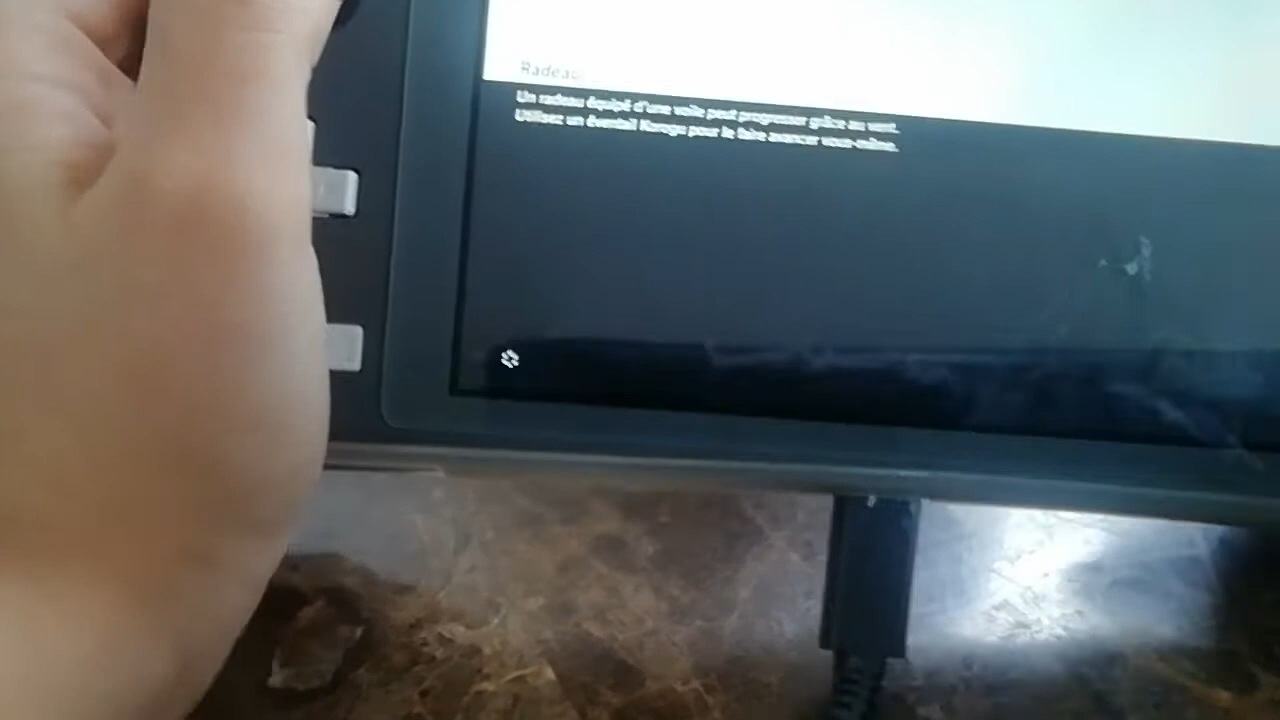 Radeau
Un radeau équipé d'une voile peut progresser grâce au vent.
Utilisez un éventail Korogu pour le faire avancer vous-même.